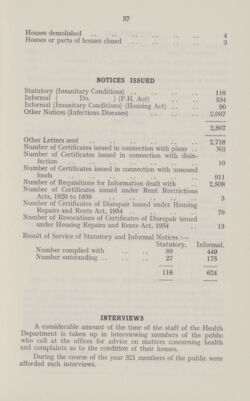 37
Houses demolished .. .. .. .. .. .. 4
Houses or parts of houses closed .. .. .. .. 3
NOTICES ISSUED
Statutory (Insanitary Conditions) .. .. .. .. 116
Informal ( Do. ) (P.H. Act) .. .. 534
Informal (Insanitary Conditions) (Housing Act) .. .. 90
Other Notices (Infectious Diseases) .. .. .. 2,067
2,807
Other Letters sent .. .. .. .. .. .. 2,718
Number of Certificates issued in connection with plans .. Nil
Number of Certificates issued in connection with disin-
fection .. .. .. .. .. .. 10
Number of Certificates issued in connection with unsound
foods .. .. .. .. .. .. 911
Number of Requisitions for Information dealt with .. 2,508
Number of Certificates issued under Rent Restrictions
Acts, 1920 to 1939 .. .. .. .. .. 3
Number of Certificates of Disrepair issued under Housing
Repairs and Rents Act, 1954 .. .. .. .. 79
Number of Revocations of Certificates of Disrepair issued
under Housing Repairs and Rents Act, 1954 .. .. 13
Result of Service of Statutory and Informal Notices :—
Statutory. Informal.
Number complied with .. .. 89 449
Number outstanding .. .. .. 27 175
116 624
INTERVIEWS
A considerable amount of the time of the staff of the Health
Department is taken up in interviewing members of the public
who call at the offices for advice on matters concerning health
and complaints as to the condition of their houses.
During the course of the year 321 members of the public were
afforded such interviews.